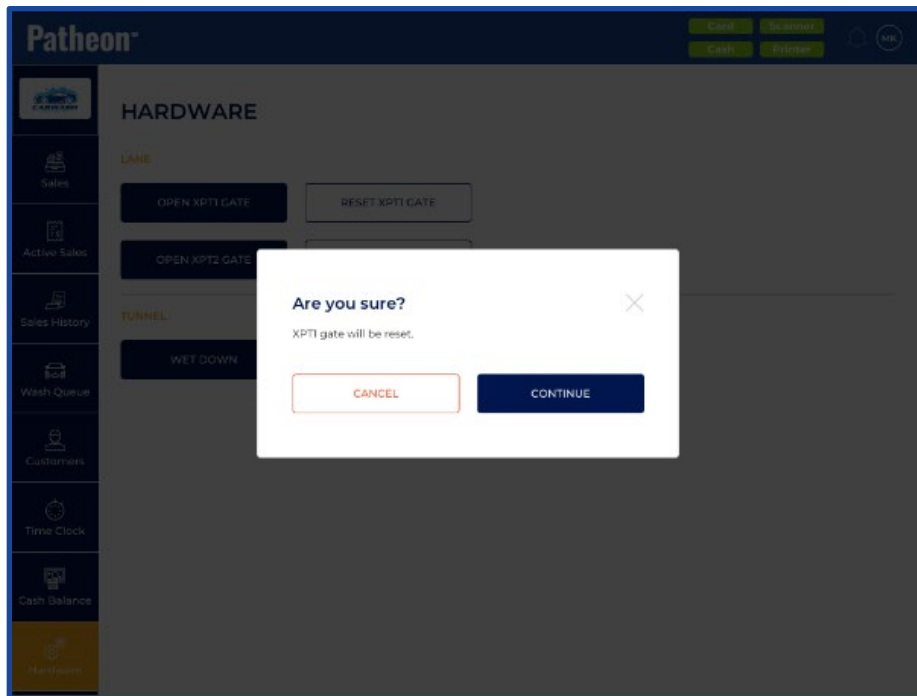 Patheon
Card Scanner
Cash Printer
MK
CARWASH
HARDWARE
Sales
LANE
OPEN XPT1 GATE RESET XPT1 GATE
Active Sales
OPEN XPT2 GATE
Are you sure?
Sales History
TUNNEL
XPT1 gate will be reset.
WET DOWN
Wash Queue
CANCEL CONTINUE
Customers
Time Clock
Cash Balance
Hardware